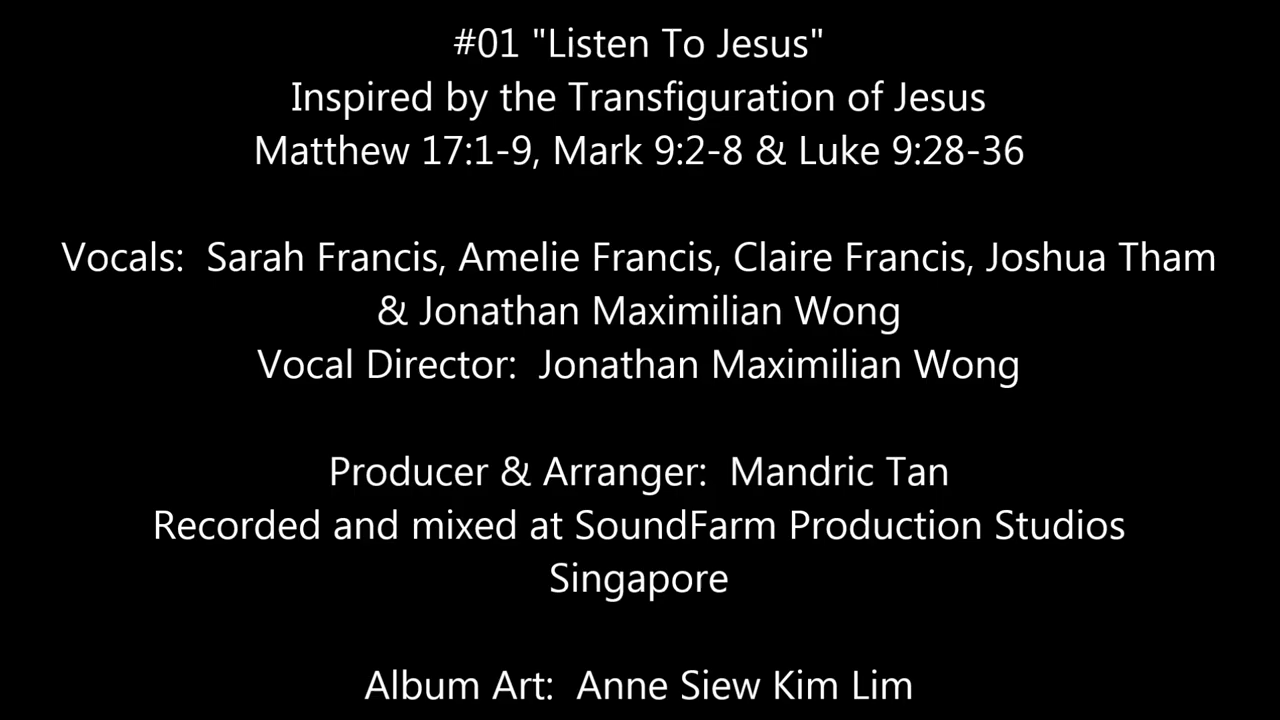 #01 "Listen To Jesus"
Inspired by the Transfiguration of Jesus
Matthew 17:1-9, Mark 9:2-8 & Luke 9:28-36
Vocals:  Sarah Francis, Amelie Francis, Claire Francis, Joshua Tham
& Jonathan Maximilian Wong
Vocal Director:  Jonathan Maximilian Wong
Producer & Arranger:  Mandric Tan
Recorded and mixed at SoundFarm Production Studios
Singapore
Album Art:  Anne Siew Kim Lim